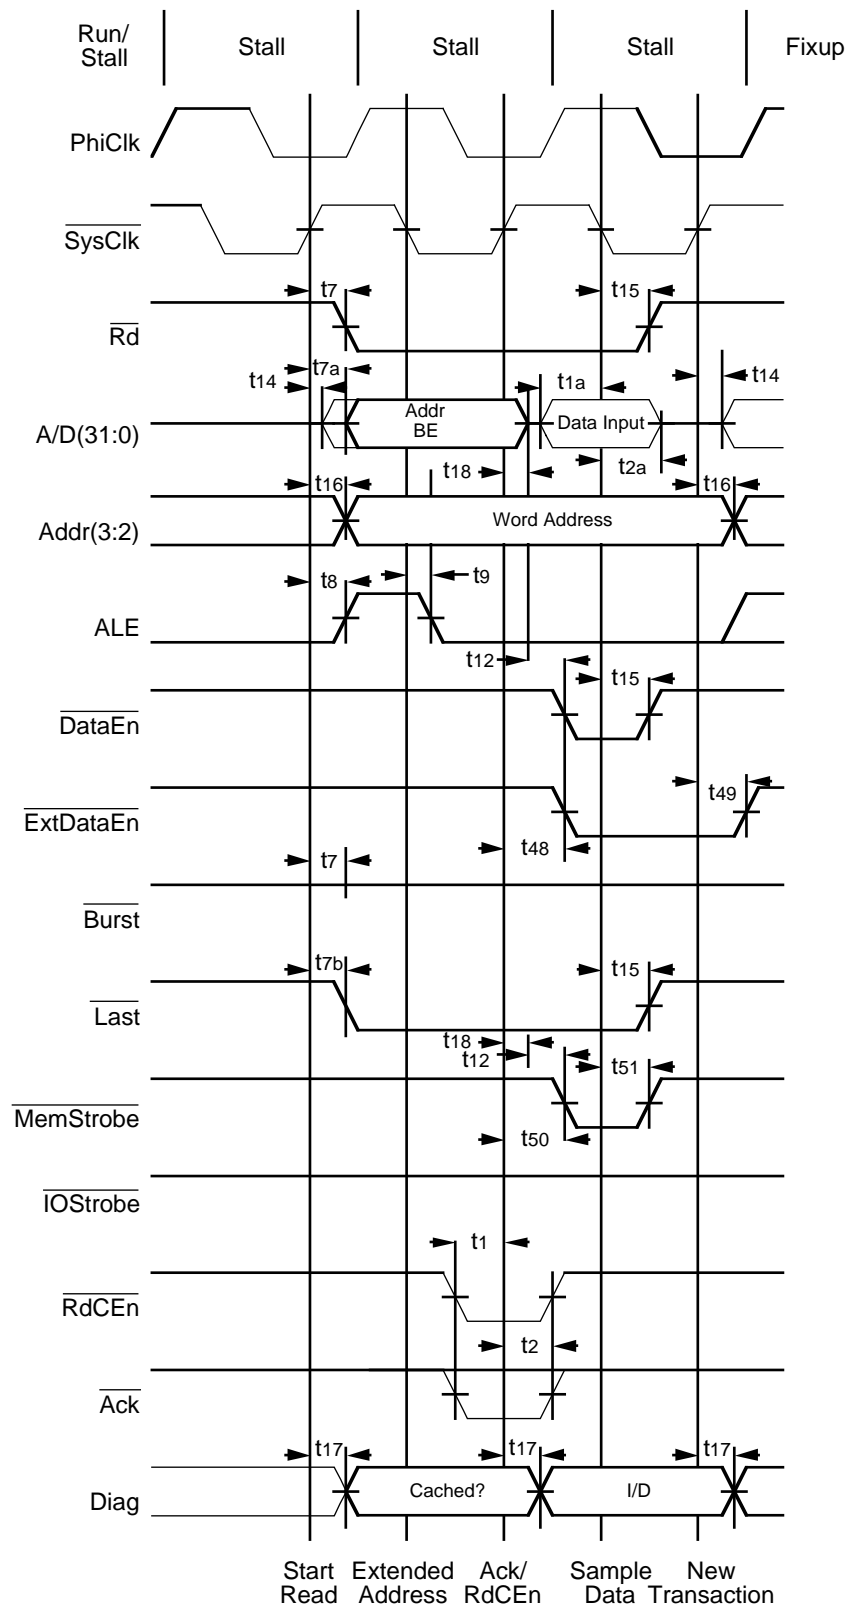 Run/
Stall
Stall
Stall
Stall
Fixup
PhiClk
SysClk
t7
t15
Rd
t7a
t14
t1a
t14
A/D(31:0)
Addr
BE
Data Input
t18
t2a
t16
t16
Addr(3:2)
Word Address
t8
t9
ALE
t12
t15
DataEn
t49
ExtDataEn
t48
t7
Burst
t7b
t15
Last
t18
t12
t51
MemStrobe
t50
IOStrobe
t1
RdCEn
t2
Ack
t17
t17
t17
Diag
Cached?
I/D
Start
Read
Extended
Address
Ack/
RdCEn
Sample
Data
New
Transaction